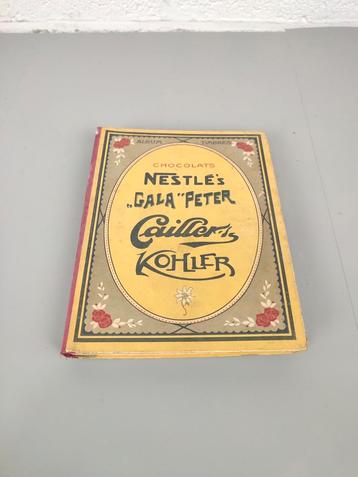 ALBUM TIMBRES
CHOCOLATS
NESTLÉ'S
„GALA“ PETER
Cailler's
KOHLER